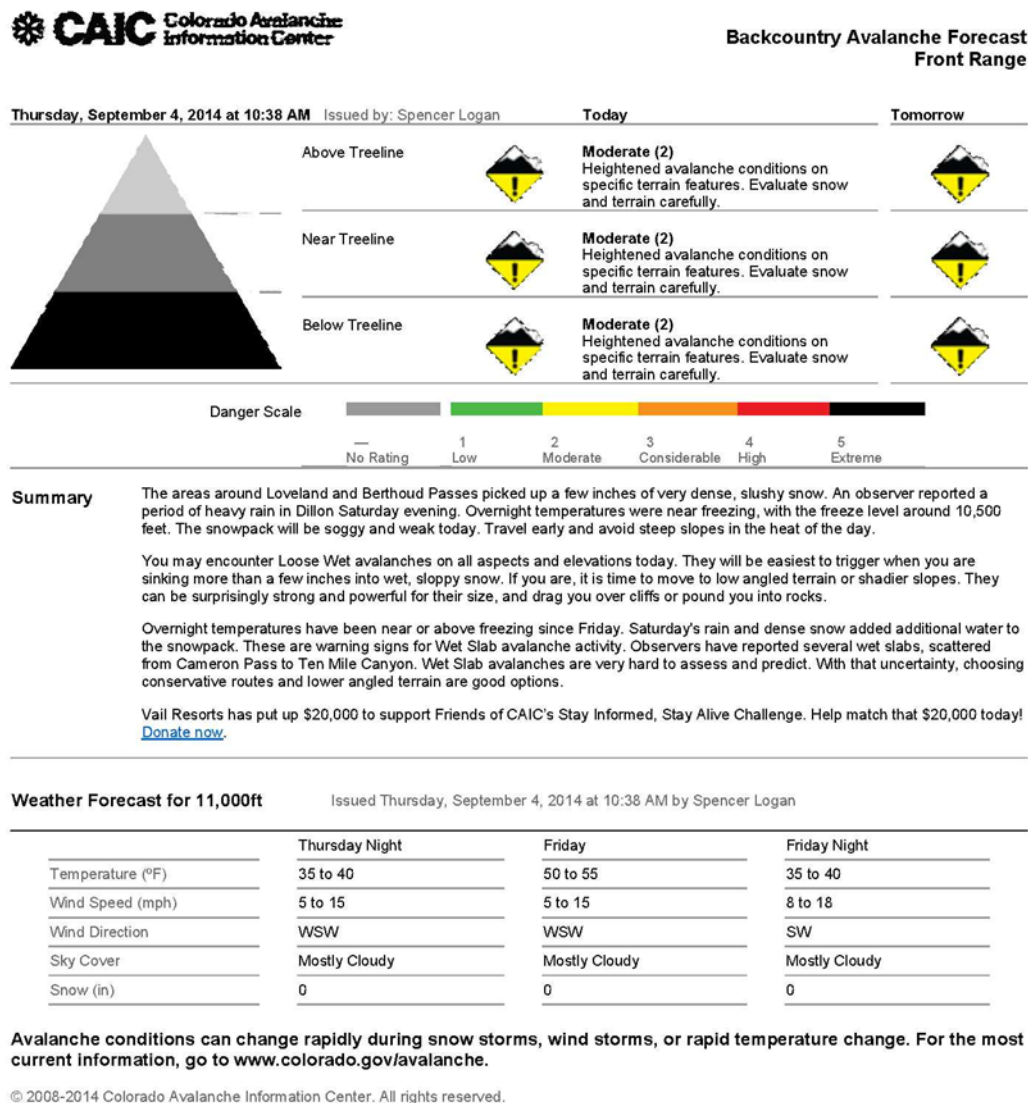 CAIC Colorado Avalanche
Information Center
Backcountry Avalanche Forecast
Front Range
Thursday, September 4, 2014 at 10:38 AM Issued by: Spencer Logan Today Tomorrow
Above Treeline
Moderate (2)
Heightened avalanche conditions on
specific terrain features. Evaluate snow
and terrain carefully.
Near Treeline
Moderate (2)
Heightened avalanche conditions on
specific terrain features. Evaluate snow
and terrain carefully.
Below Treeline
Moderate (2)
Heightened avalanche conditions on
specific terrain features. Evaluate snow
and terrain carefully.
Danger Scale
— 1 2 3 4 5
No Rating Low Moderate Considerable High Extreme
Summary
The areas around Loveland and Berthoud Passes picked up a few inches of very dense, slushy snow. An observer reported a
period of heavy rain in Dillon Saturday evening. Overnight temperatures were near freezing, with the freeze level around 10,500
feet. The snowpack will be soggy and weak today. Travel early and avoid steep slopes in the heat of the day.
You may encounter Loose Wet avalanches on all aspects and elevations today. They will be easiest to trigger when you are
sinking more than a few inches into wet, sloppy snow. If you are, it is time to move to low angled terrain or shadier slopes. They
can be surprisingly strong and powerful for their size, and drag you over cliffs or pound you into rocks.
Overnight temperatures have been near or above freezing since Friday. Saturday's rain and dense snow added additional water to
the snowpack. These are warning signs for Wet Slab avalanche activity. Observers have reported several wet slabs, scattered
from Cameron Pass to Ten Mile Canyon. Wet Slab avalanches are very hard to assess and predict. With that uncertainty, choosing
conservative routes and lower angled terrain are good options.
Vail Resorts has put up $20,000 to support Friends of CAIC's Stay Informed, Stay Alive Challenge. Help match that $20,000 today!
Donate now.
Weather Forecast for 11,000ft Issued Thursday, September 4, 2014 at 10:38 AM by Spencer Logan
Thursday Night Friday Friday Night
Temperature (ºF) 35 to 40 50 to 55 35 to 40
Wind Speed (mph) 5 to 15 5 to 15 8 to 18
Wind Direction WSW WSW SW
Sky Cover Mostly Cloudy Mostly Cloudy Mostly Cloudy
Snow (in) 0 0 0
Avalanche conditions can change rapidly during snow storms, wind storms, or rapid temperature change. For the most
current information, go to www.colorado.gov/avalanche.
© 2008-2014 Colorado Avalanche Information Center. All rights reserved.